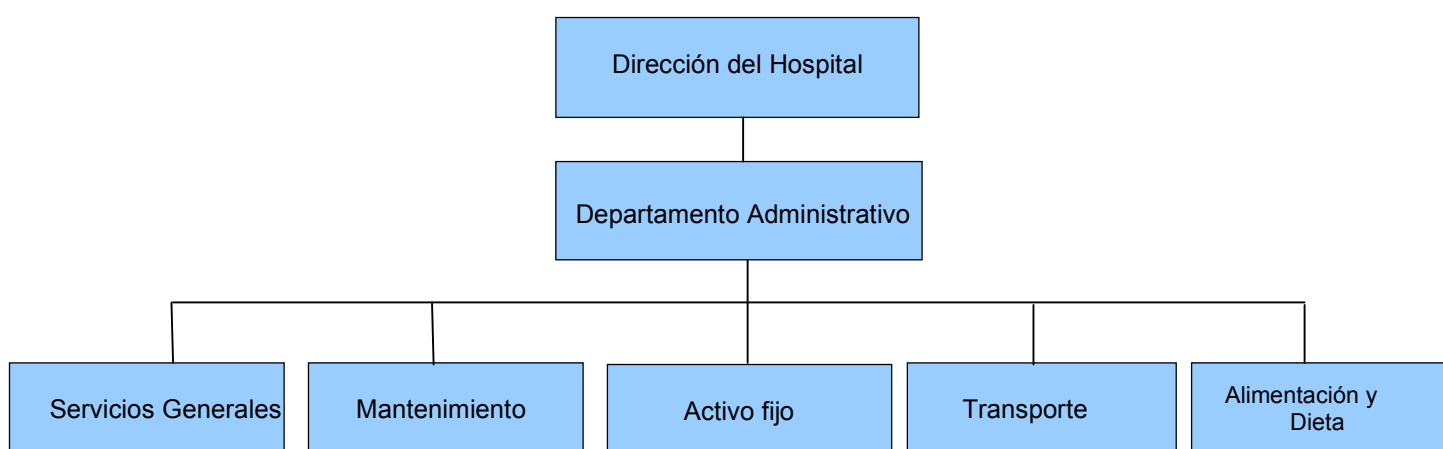 Dirección del Hospital
Departamento Administrativo
Servicios Generales
Mantenimiento
Activo fijo
Transporte
Alimentación y
Dieta